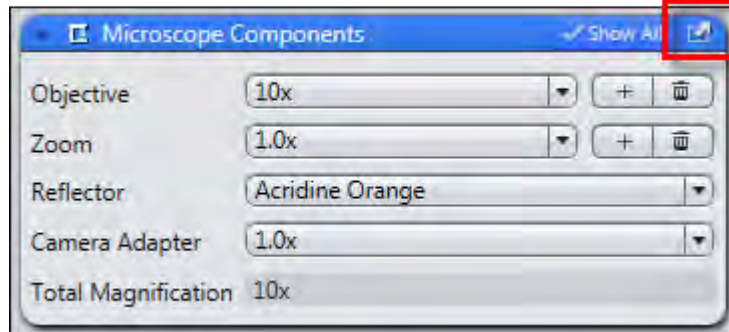 Microscope Components Show All
Objective 10x +
Zoom 1.0x +
Reflector Acridine Orange
Camera Adapter 1.0x
Total Magnification 10x